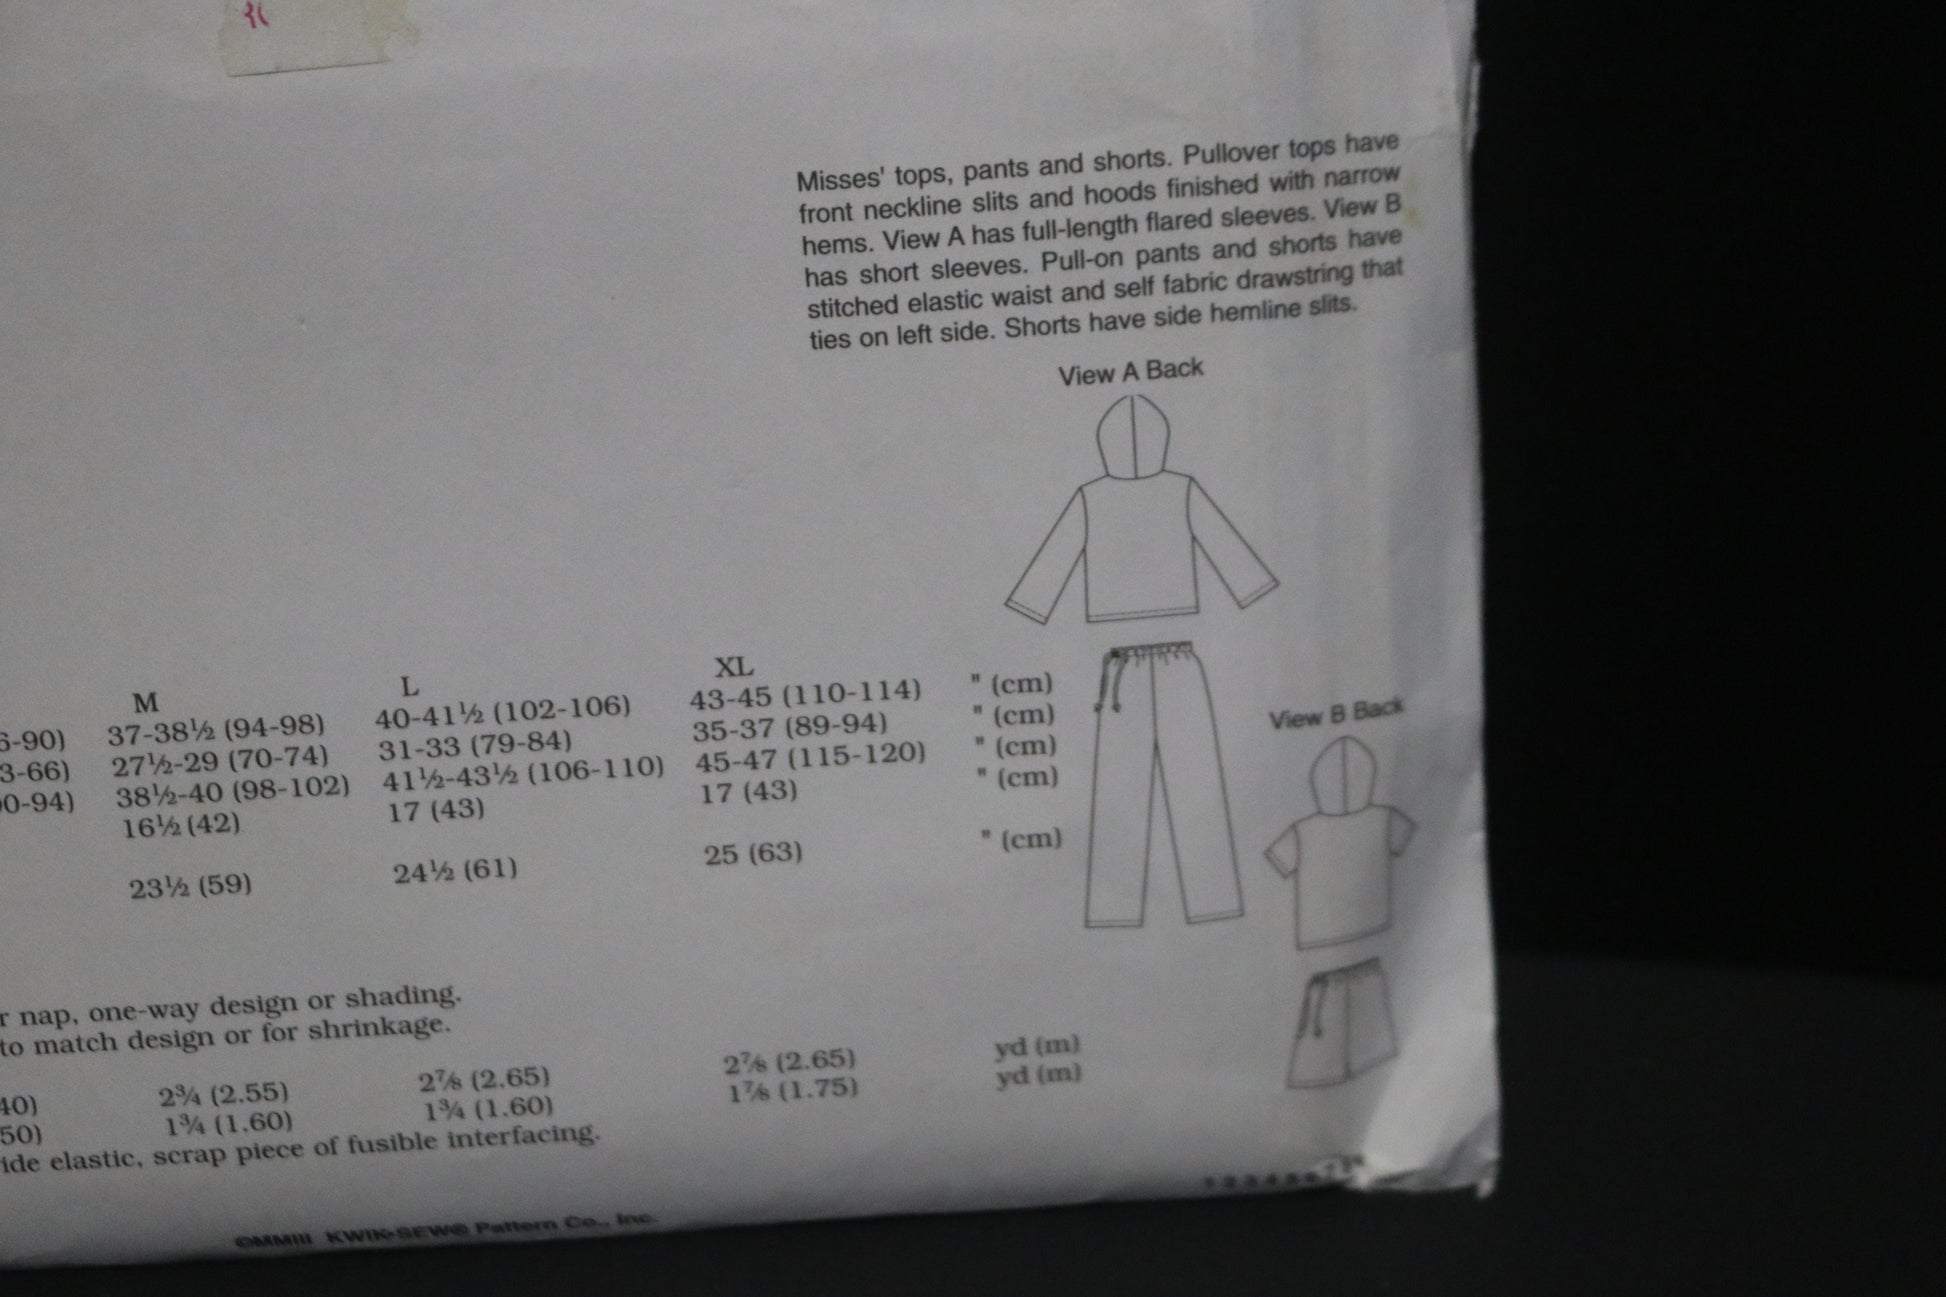 Misses' tops, pants and shorts. Pullover tops have
front neckline slits and hoods finished with narrow
hems. View A has full-length flared sleeves. View B
has short sleeves. Pull-on pants and shorts have
stitched elastic waist and self fabric drawstring that
ties on left side. Shorts have side hemline slits.
View A Back
View B Back
M L XL
6-90) 37-38½ (94-98) 40-41½ (102-106) 43-45 (110-114) " (cm)
3-66) 27½-29 (70-74) 31-33 (79-84) 35-37 (89-94) " (cm)
0-94) 38½-40 (98-102) 41½-43½ (106-110) 45-47 (115-120) " (cm)
16½ (42) 17 (43) 17 (43) " (cm)
23½ (59) 24½ (61) 25 (63) " (cm)
r nap, one-way design or shading.
to match design or for shrinkage.
40) 2¾ (2.55) 2⅞ (2.65) 2⅞ (2.65) yd (m)
50) 1¾ (1.60) 1¾ (1.60) 1⅞ (1.75) yd (m)
ide elastic, scrap piece of fusible interfacing.
©MMIII KWIK•SEW® Pattern Co., Inc.